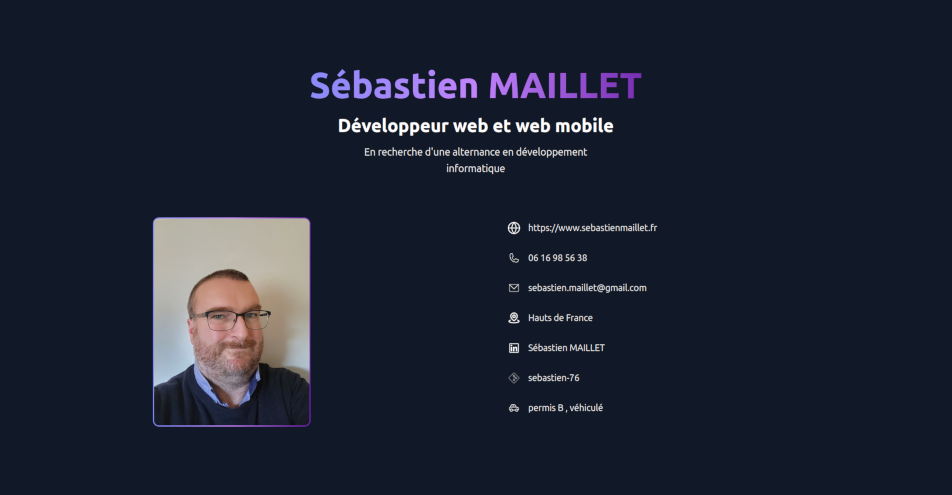 Sébastien MAILLET
Développeur web et web mobile
En recherche d'une alternance en développement
informatique
https://www.sebastienmaillet.fr
06 16 98 56 38
sebastien.maillet@gmail.com
Hauts de France
Sébastien MAILLET
sebastien-76
permis B , véhiculé